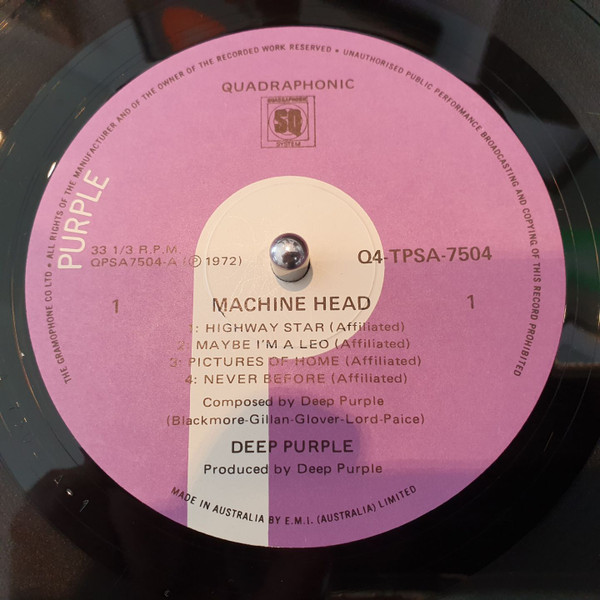 THE GRAMOPHONE CO LTD • ALL RIGHTS OF THE MANUFACTURER AND OF THE OWNER OF THE RECORDED WORK RESERVED • UNAUTHORISED PUBLIC PERFORMANCE BROADCASTING AND COPYING OF THIS RECORD PROHIBITED
QUADRAPHONIC
QUADRAPHONIC
SQ
SYSTEM
PURPLE
33 1/3 R.P.M.
QPSA7504-A (℗ 1972)
Q4-TPSA-7504
1
MACHINE HEAD
1
1: HIGHWAY STAR (Affiliated)
2: MAYBE I'M A LEO (Affiliated)
3: PICTURES OF HOME (Affiliated)
4: NEVER BEFORE (Affiliated)
Composed by Deep Purple
(Blackmore-Gillan-Glover-Lord-Paice)
DEEP PURPLE
Produced by Deep Purple
MADE IN AUSTRALIA BY E.M.I. (AUSTRALIA) LIMITED